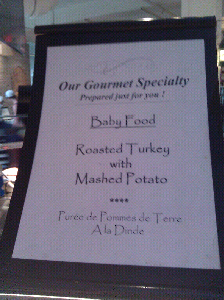 Our Gourmet Specialty
Prepared just for you !
Baby Food
Roasted Turkey
with
Mashed Potato
****
Purée de Pommes de Terre
A la Dinde